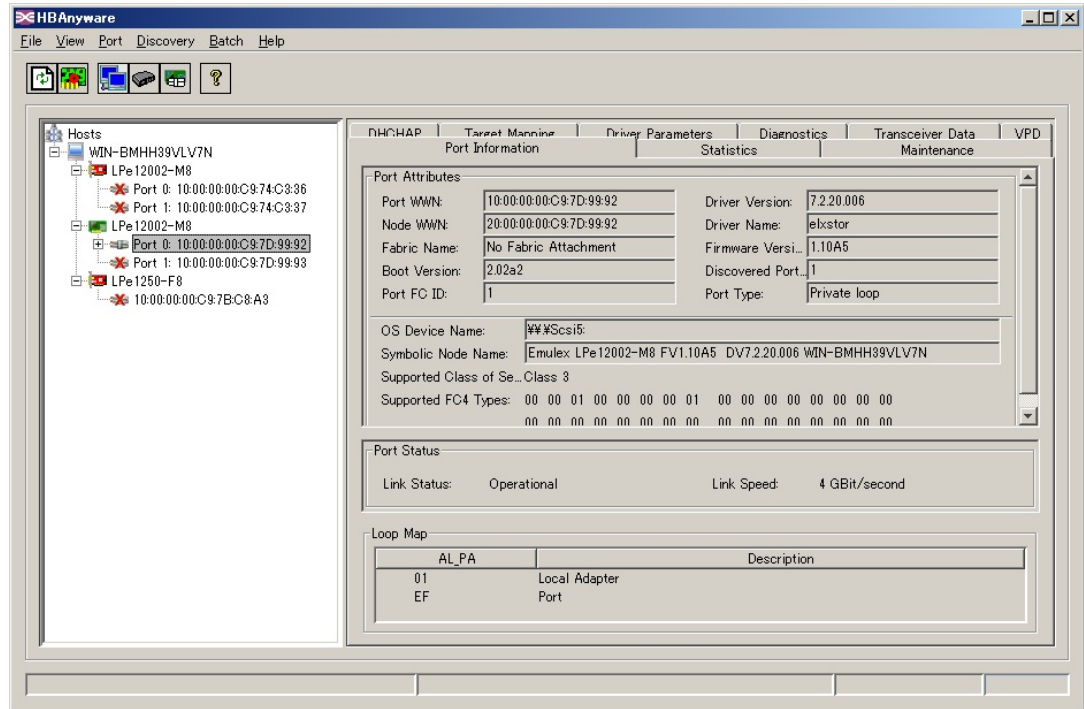 HBAnyware
File View Port Discovery Batch Help
Hosts
WIN-BMHH39VLV7N
LPe12002-M8
Port 0: 10:00:00:00:C9:74:C3:36
Port 1: 10:00:00:00:C9:74:C3:37
LPe12002-M8
Port 0: 10:00:00:00:C9:7D:99:92
Port 1: 10:00:00:00:C9:7D:99:93
LPe1250-F8
10:00:00:00:C9:7B:C8:A3
DHCHAP Target Mapping Driver Parameters Diagnostics Transceiver Data VPD
Port Information Statistics Maintenance
Port Attributes
Port WWN: 10:00:00:00:C9:7D:99:92 Driver Version: 7.2.20.006
Node WWN: 20:00:00:00:C9:7D:99:92 Driver Name: elxstor
Fabric Name: No Fabric Attachment Firmware Versi... 1.10A5
Boot Version: 2.02a2 Discovered Port... 1
Port FC ID: 1 Port Type: Private loop
OS Device Name: ¥¥.¥Scsi5:
Symbolic Node Name: Emulex LPe12002-M8 FV1.10A5 DV7.2.20.006 WIN-BMHH39VLV7N
Supported Class of Se... Class 3
Supported FC4 Types: 00 00 01 00 00 00 00 01 00 00 00 00 00 00 00 00
00 00 00 00 00 00 00 00 00 00 00 00 00 00 00 00
Port Status
Link Status: Operational Link Speed: 4 GBit/second
Loop Map
AL_PA Description
01 Local Adapter
EF Port